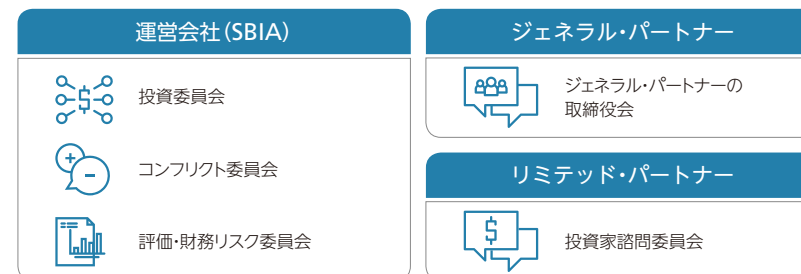 運営会社（SBIA）
投資委員会
コンフリクト委員会
評価・財務リスク委員会
ジェネラル・パートナー
ジェネラル・パートナーの
取締役会
リミテッド・パートナー
投資家諮問委員会